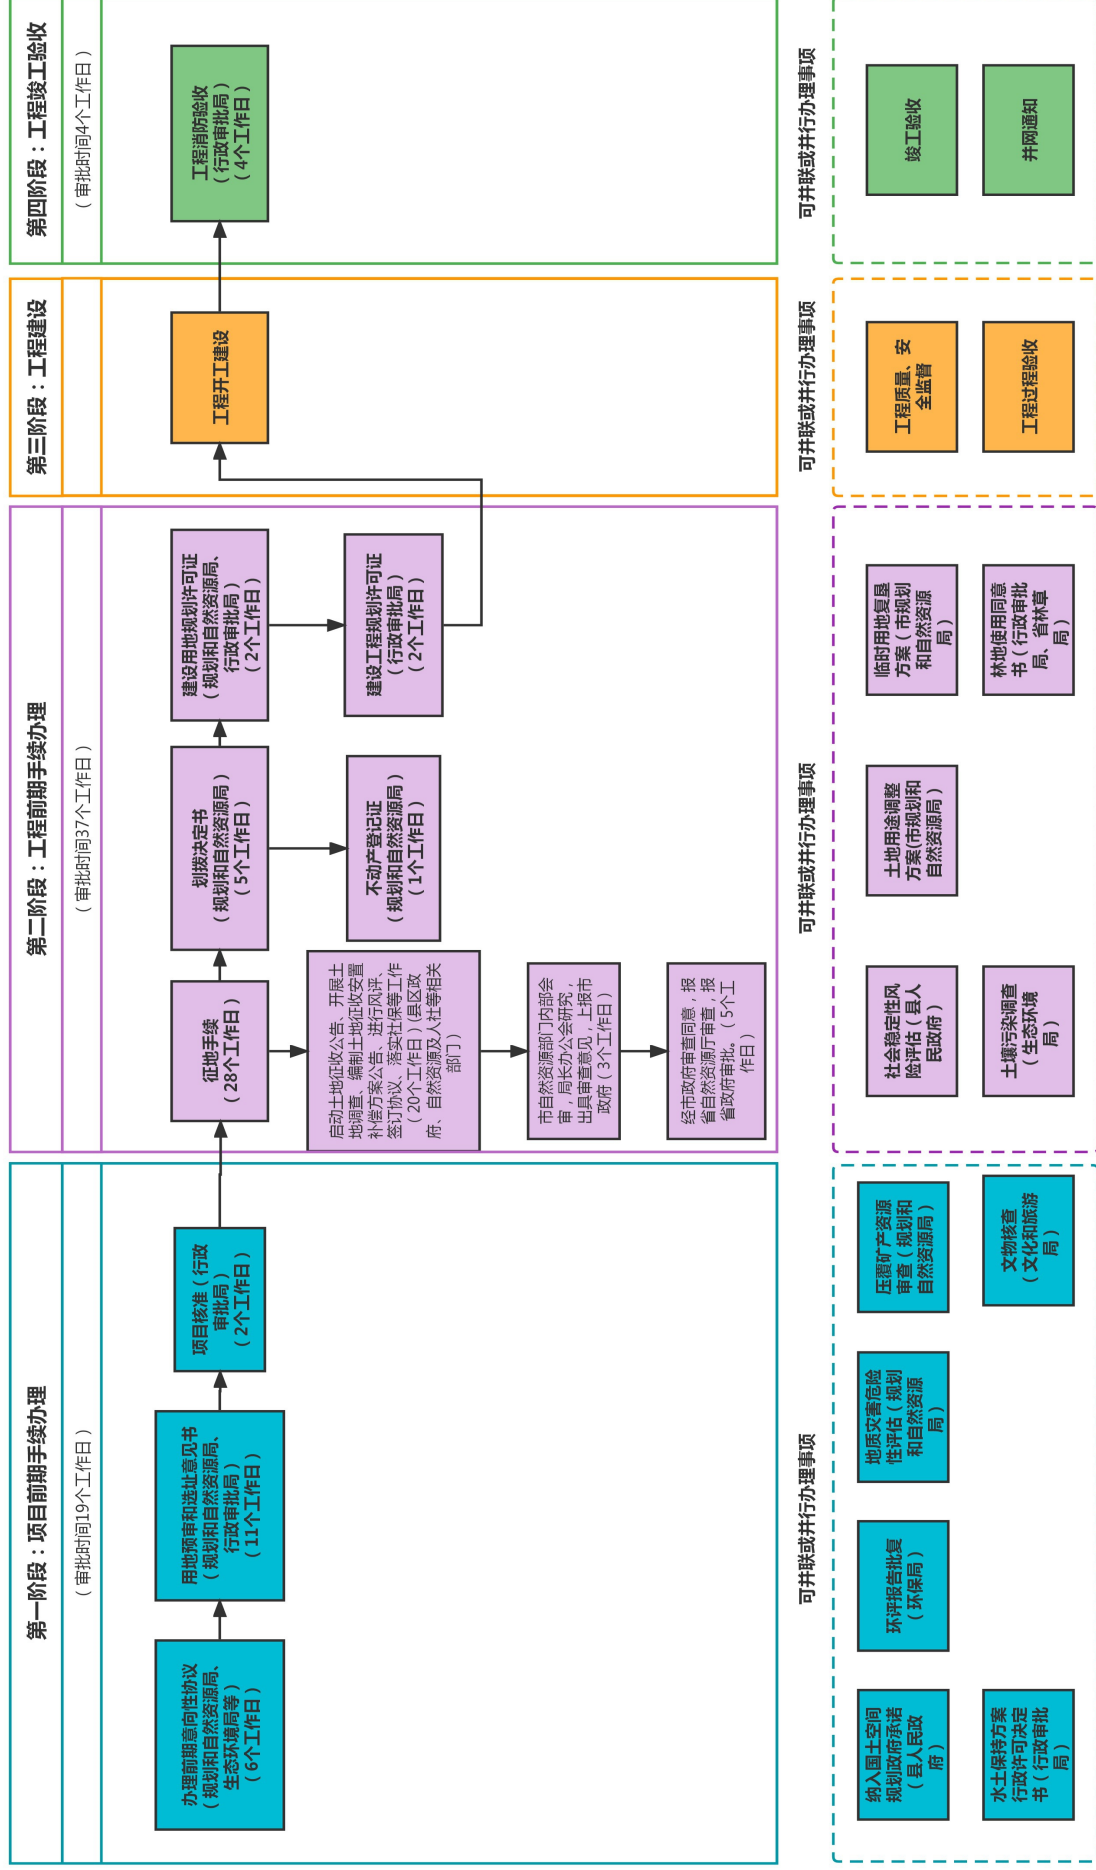 第一阶段：项目前期手续办理
（审批时间19个工作日）
办理前期意向性协议
（规划和自然资源局、
生态环境局等）
（6个工作日）
用地预审和选址意见书
（规划和自然资源局、
行政审批局）
（11个工作日）
项目核准（行政
审批局）
（2个工作日）
可并联或并行办理事项
纳入国土空间
规划政府承诺
（县人民政
府）
环评报告批复
（环保局）
地质灾害危险
性评估（规划
和自然资源
局）
压覆矿产资源
审查（规划和
自然资源局）
水土保持方案
行政许可决定
书（行政审批
局）
文物核查
（文化和旅游
局）
第二阶段：工程前期手续办理
（审批时间37个工作日）
征地手续
（28个工作日）
启动土地征收公告、开展土
地调查、编制土地征收安置
补偿方案公告、进行风评、
签订协议、落实社保等工作
（20个工作日）(县区政
府、自然资源及人社等相关
部门）
市自然资源部门内部会
审，局长办公会研究，
出具审查意见，上报市
政府（3个工作日）
经市政府审查同意，报
省自然资源厅审查，报
省政府审批。（5个工
作日）
划拨决定书
（规划和自然资源局）
（5个工作日）
不动产登记证
（规划和自然资源局）
（1个工作日）
建设用地规划许可证
（规划和自然资源局、
行政审批局）
（2个工作日）
建设工程规划许可证
（行政审批局）
（2个工作日）
可并联或并行办理事项
社会稳定性风
险评估（县人
民政府）
土地用途调整
方案(市规划和
自然资源局）
临时用地复垦
方案（市规划
和自然资源
局）
土壤污染调查
（生态环境
局）
林地使用同意
书（行政审批
局、省林草
局）
第三阶段：工程建设
工程开工建设
可并联或并行办理事项
工程质量、安
全监督
工程过程验收
第四阶段：工程竣工验收
（审批时间4个工作日）
工程消防验收
（行政审批局）
（4个工作日）
可并联或并行办理事项
竣工验收
并网通知